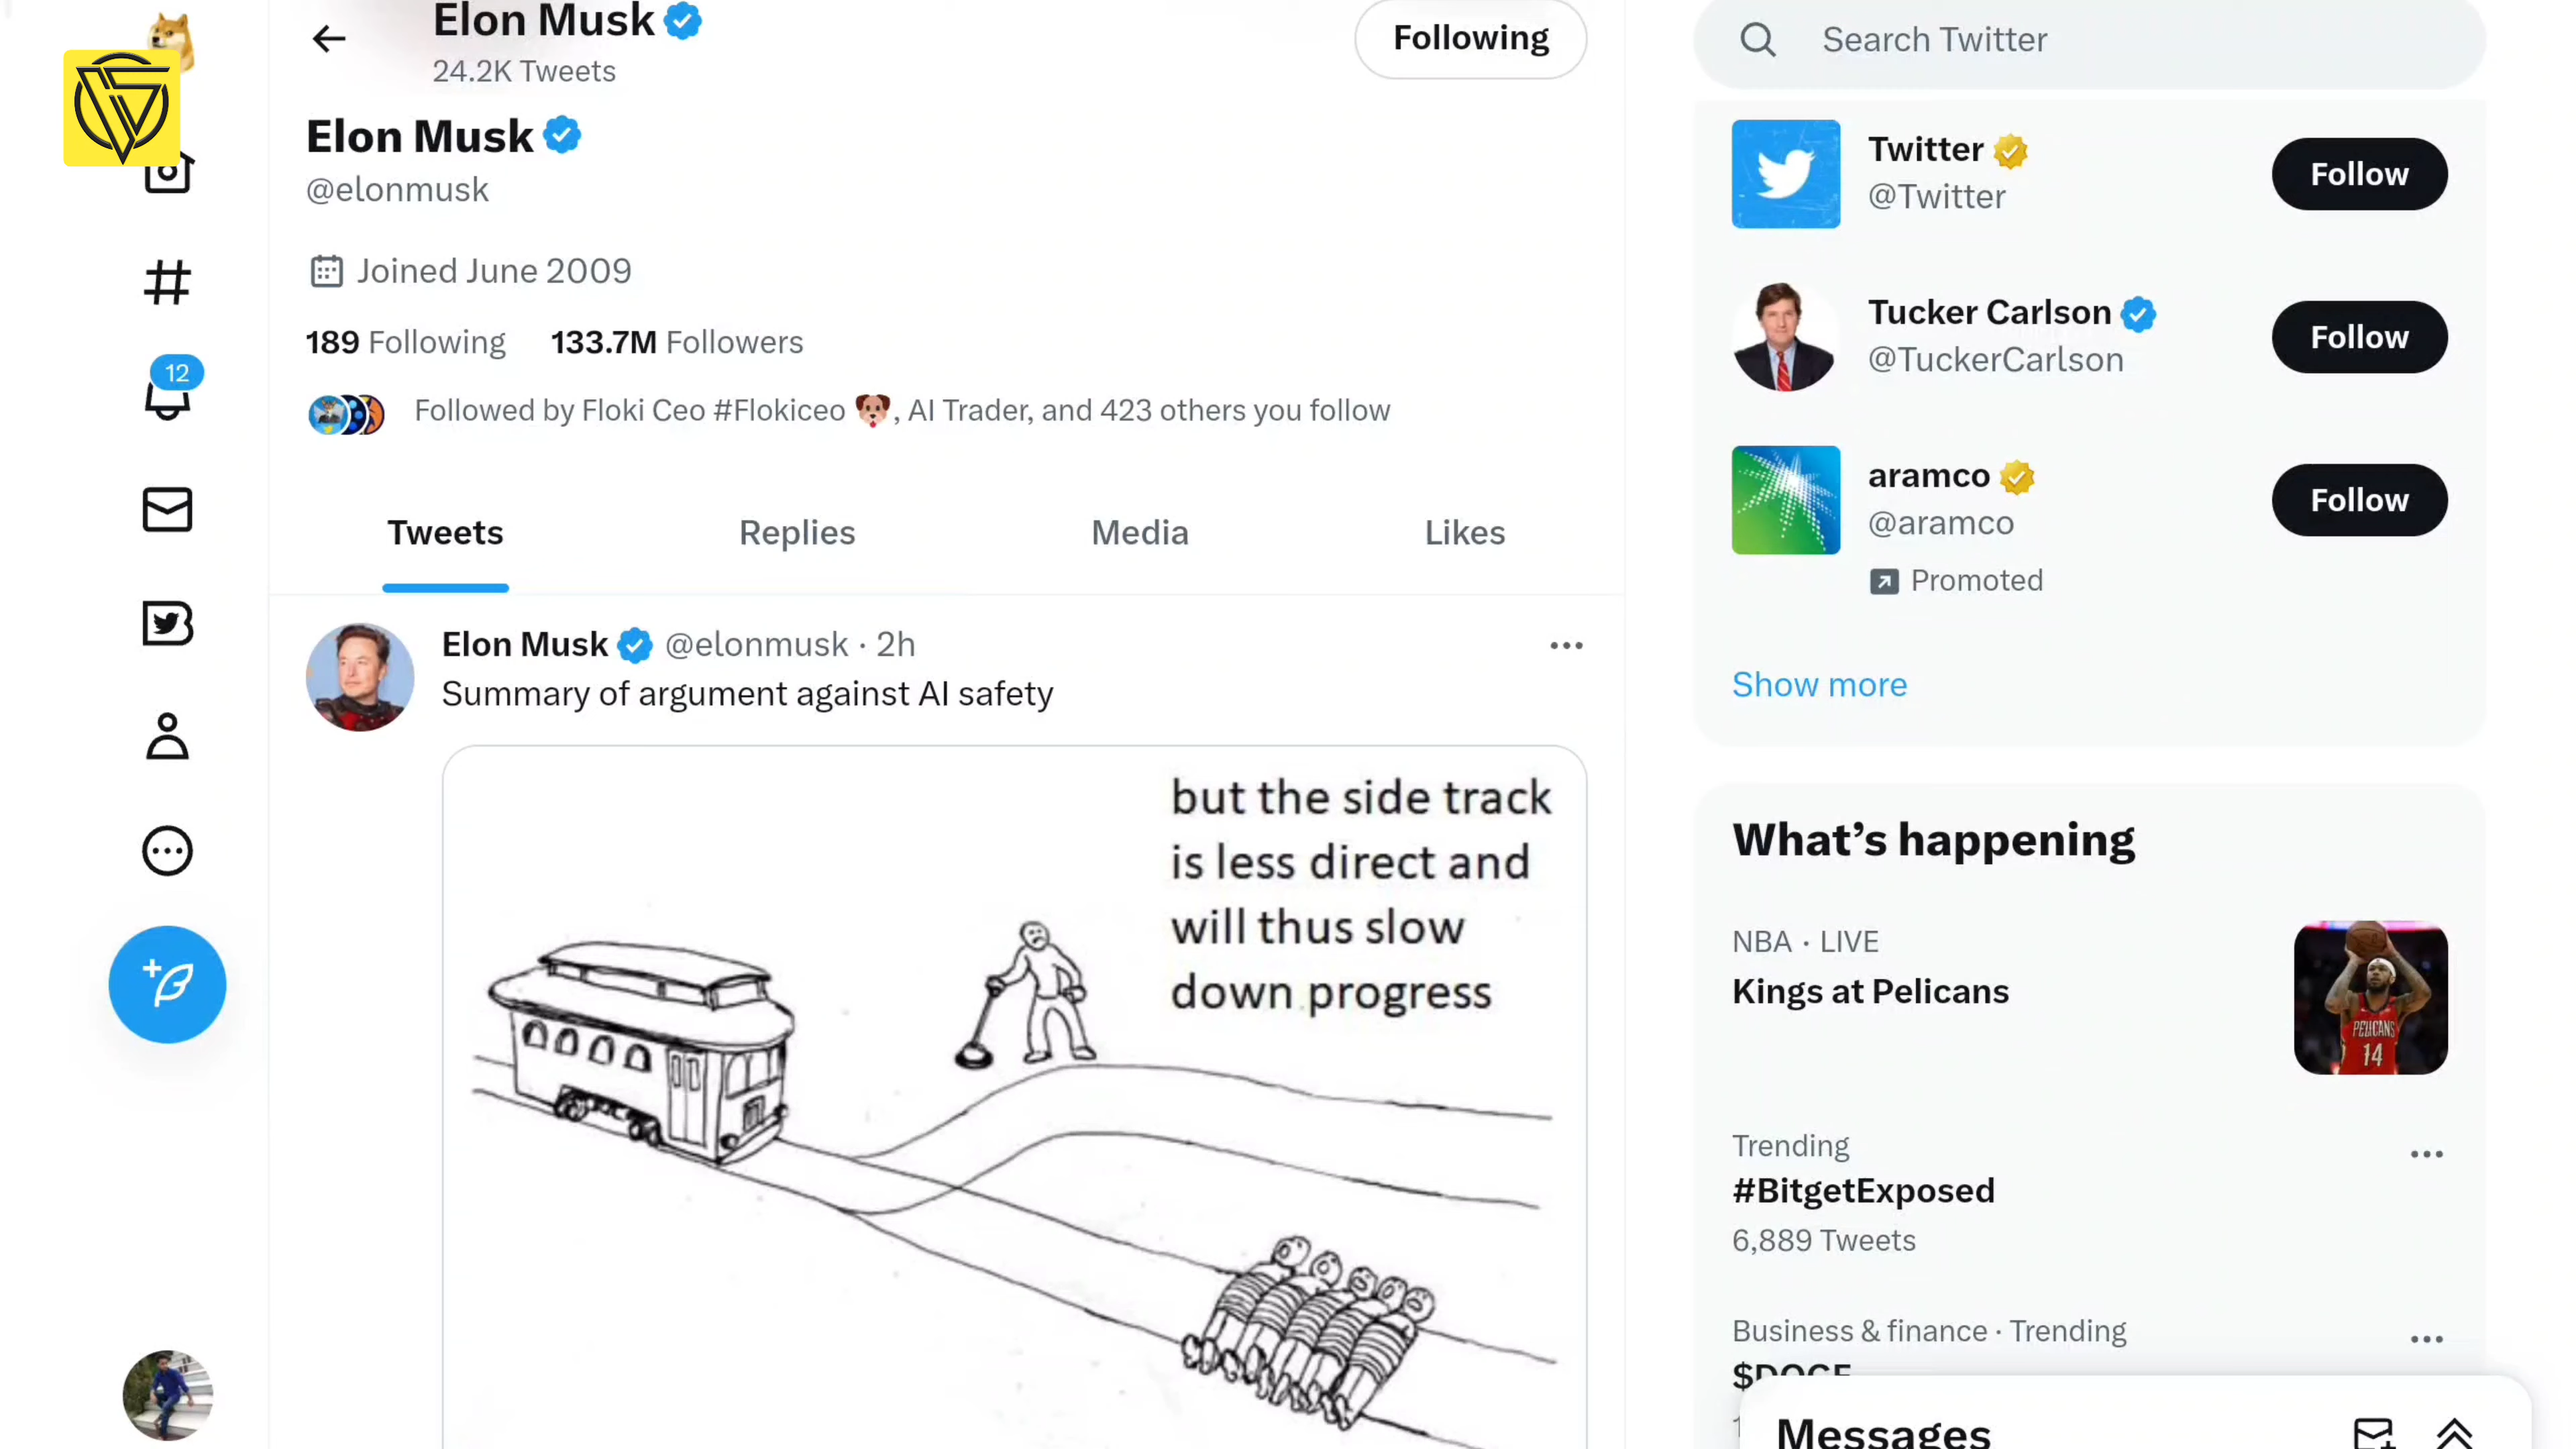 Elon Musk
24.2K Tweets
Following
Elon Musk
@elonmusk
Joined June 2009
189 Following 133.7M Followers
Followed by Floki Ceo #Flokiceo 🐶, AI Trader, and 423 others you follow
Tweets Replies Media Likes
Elon Musk @elonmusk · 2h
Summary of argument against AI safety
but the side track
is less direct and
will thus slow
down progress
12
Search Twitter
Twitter
@Twitter
Follow
Tucker Carlson
@TuckerCarlson
Follow
aramco
@aramco
Follow
Promoted
Show more
What's happening
NBA · LIVE
Kings at Pelicans
PELICANS
14
Trending
#BitgetExposed
6,889 Tweets
Business & finance · Trending
$DOGE
Messages